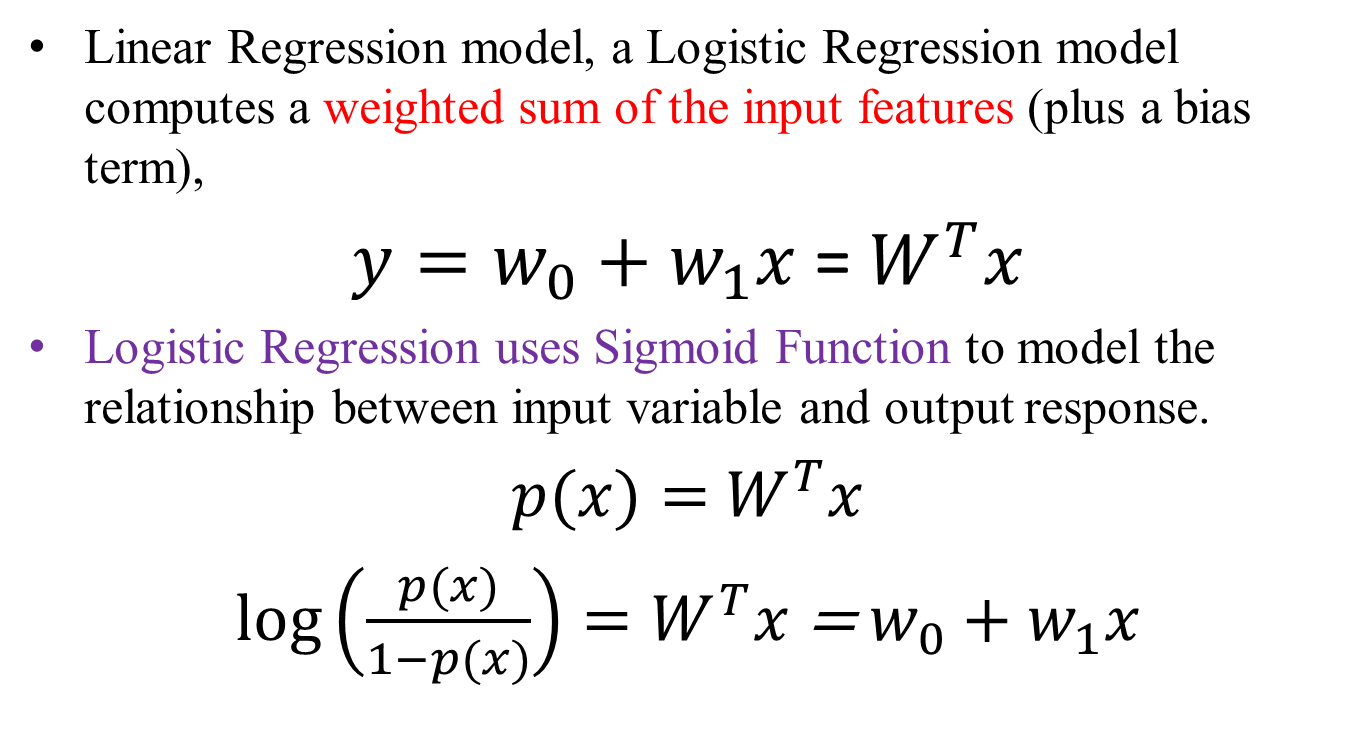 • Linear Regression model, a Logistic Regression model
computes a weighted sum of the input features (plus a bias
term),
y = w₀ + w₁x = Wᵀx
• Logistic Regression uses Sigmoid Function to model the
relationship between input variable and output response.
p(x) = Wᵀx
log(p(x)/1−p(x)) = Wᵀx = w₀ + w₁x